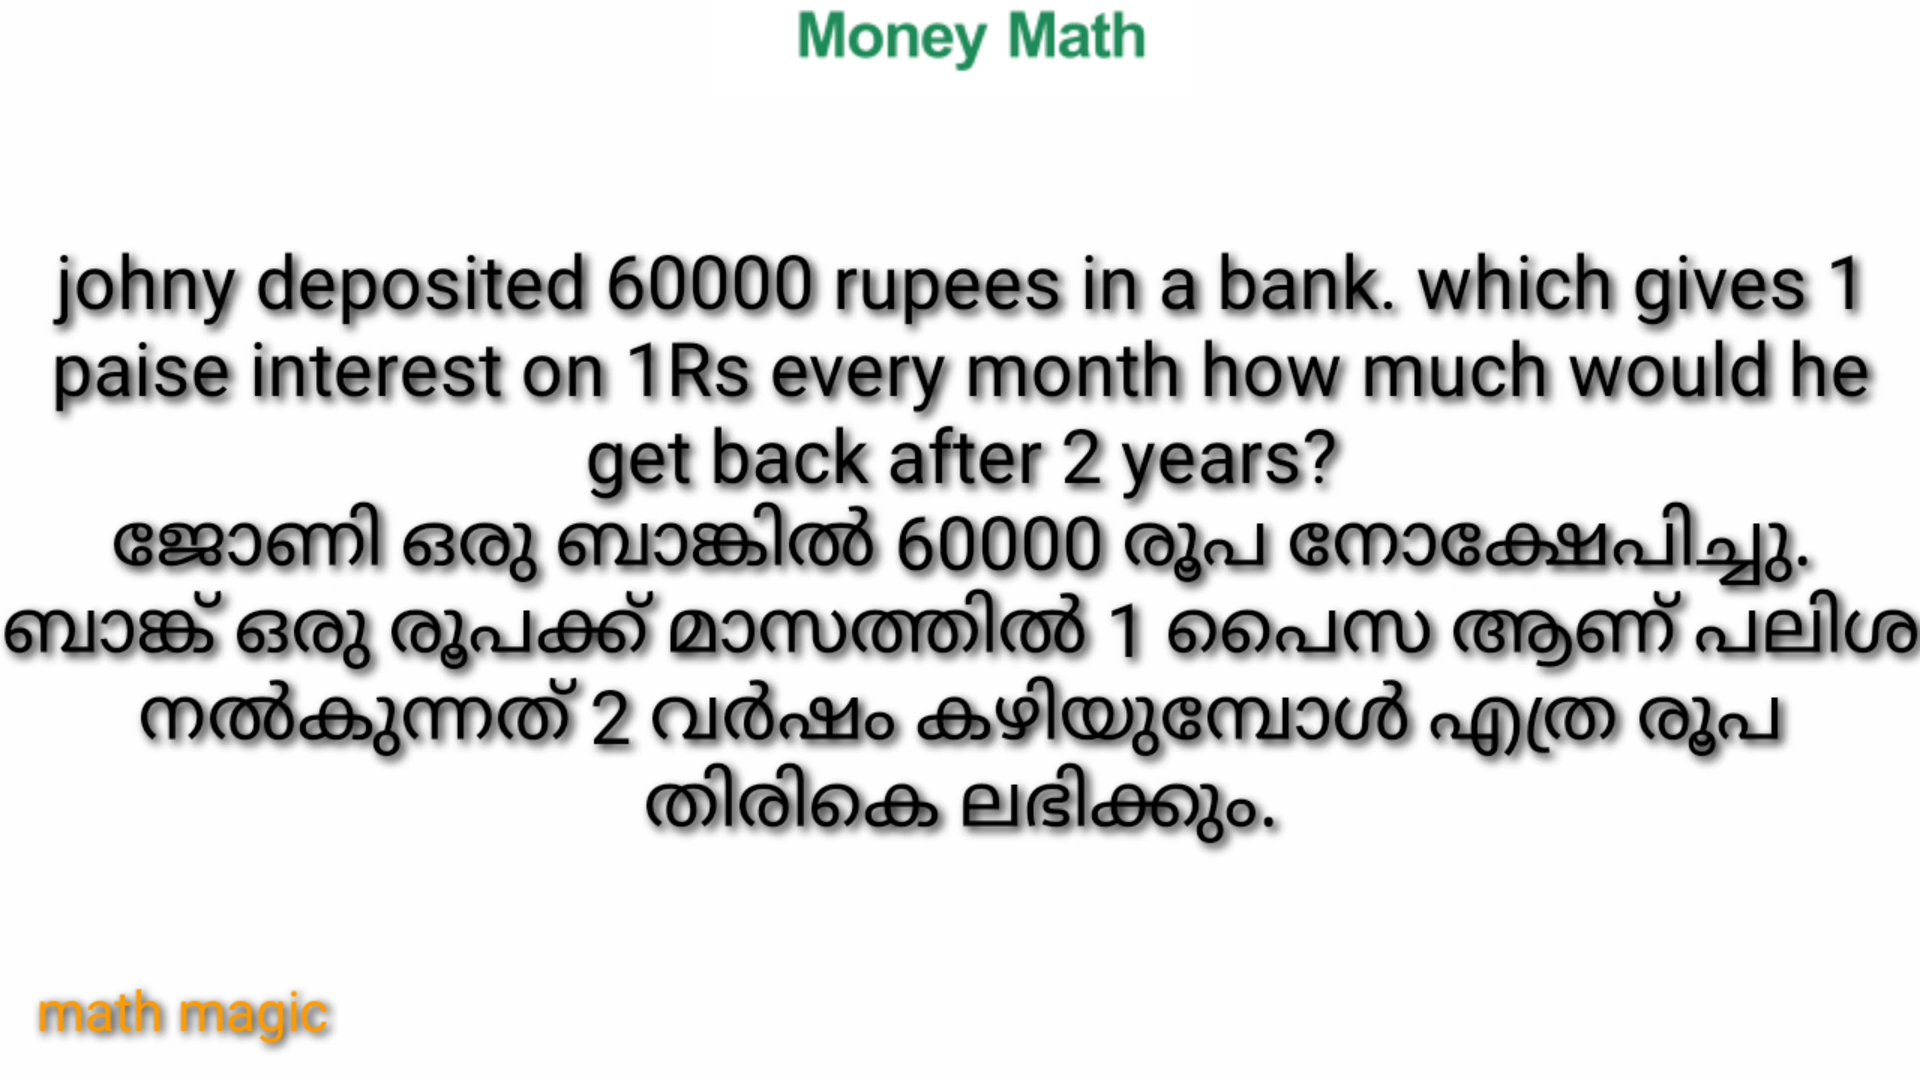 Money Math
johny deposited 60000 rupees in a bank. which gives 1
paise interest on 1Rs every month how much would he
get back after 2 years?
ജോണി ഒരു ബാങ്കിൽ 60000 രൂപ നോക്ഷേപിച്ചു.
ബാങ്ക് ഒരു രൂപക്ക് മാസത്തിൽ 1 പൈസ ആണ് പലിശ
നൽകുന്നത് 2 വർഷം കഴിയുമ്പോൾ എത്ര രൂപ
തിരികെ ലഭിക്കും.
math magic